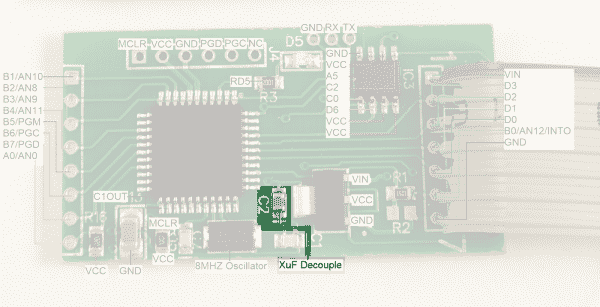 GND RX TX
D5
MCLR VCC GND PGD PGC NC
J4
GND
VCC
A5
C2
C0
D6
VCC
VCC
IC3
RD5
R3
B1/AN10
B2/AN8
B3/AN9
B4/AN11
B5/PGM
B6/PGC
B7/PGD
A0/AN0
VIN
D3
D2
D1
D0
B0/AN12/INTO
GND
C1OUT
MCLR
VCC
GND
VCC
8MHZ Oscillator
C2
VIN
VCC
GND
R2
XuF Decouple